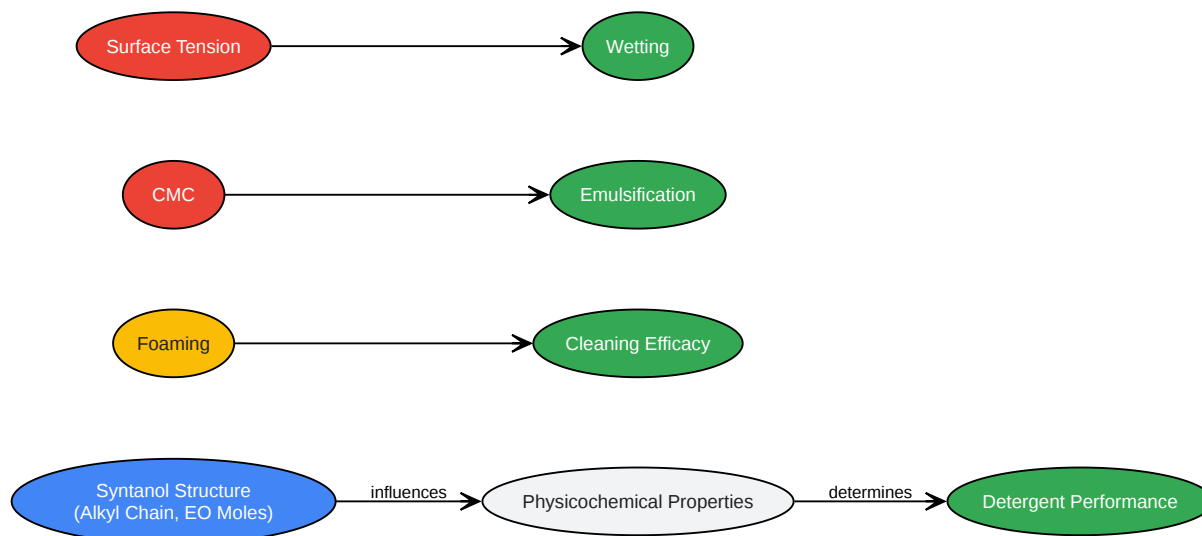 Surface Tension
Wetting
CMC
Emulsification
Foaming
Cleaning Efficacy
Syntanol Structure
(Alkyl Chain, EO Moles)
influences
Physicochemical Properties
determines
Detergent Performance